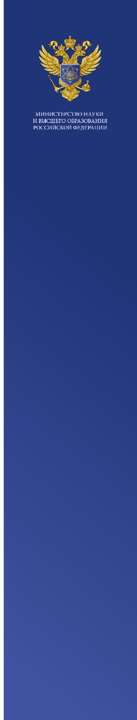 МИНИСТЕРСТВО НАУКИ
И ВЫСШЕГО ОБРАЗОВАНИЯ
РОССИЙСКОЙ ФЕДЕРАЦИИ